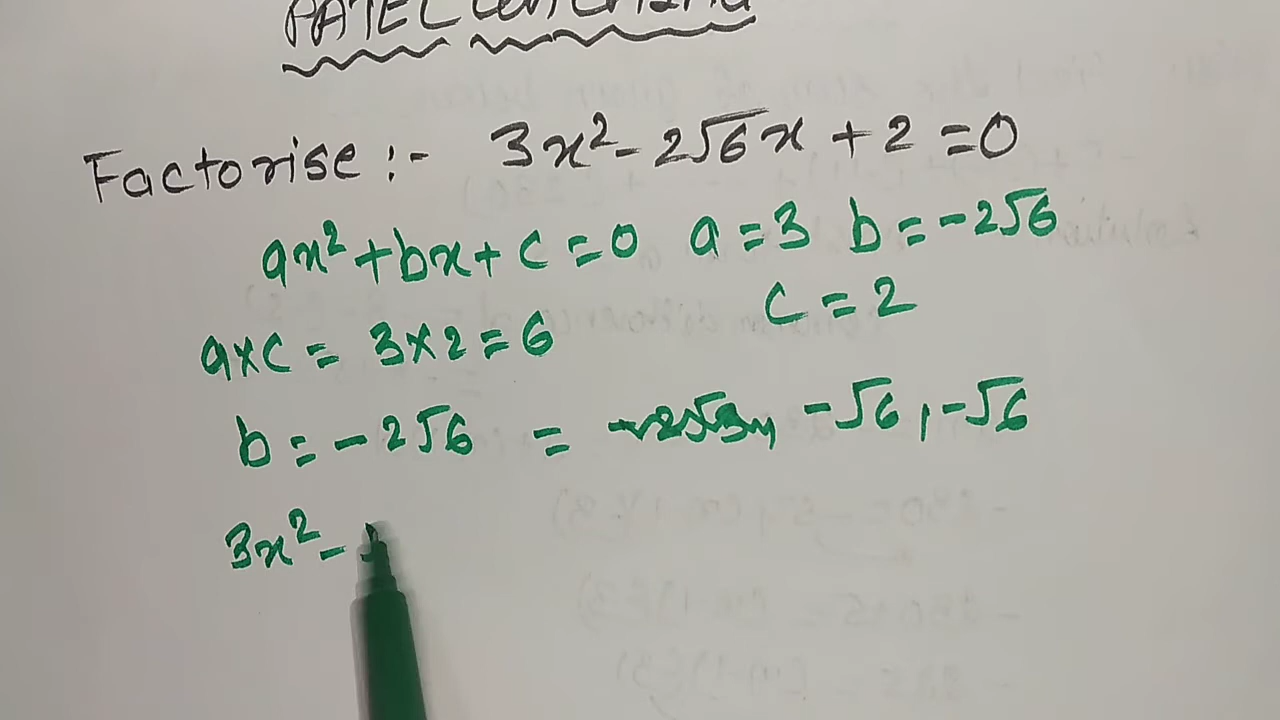 PATEL
Factorise :- 3x² - 2√6x + 2 = 0
ax² + bx + c = 0 a = 3 b = -2√6
c = 2
a×c = 3×2 = 6
b = -2√6 = -√6, -√6
3x² -